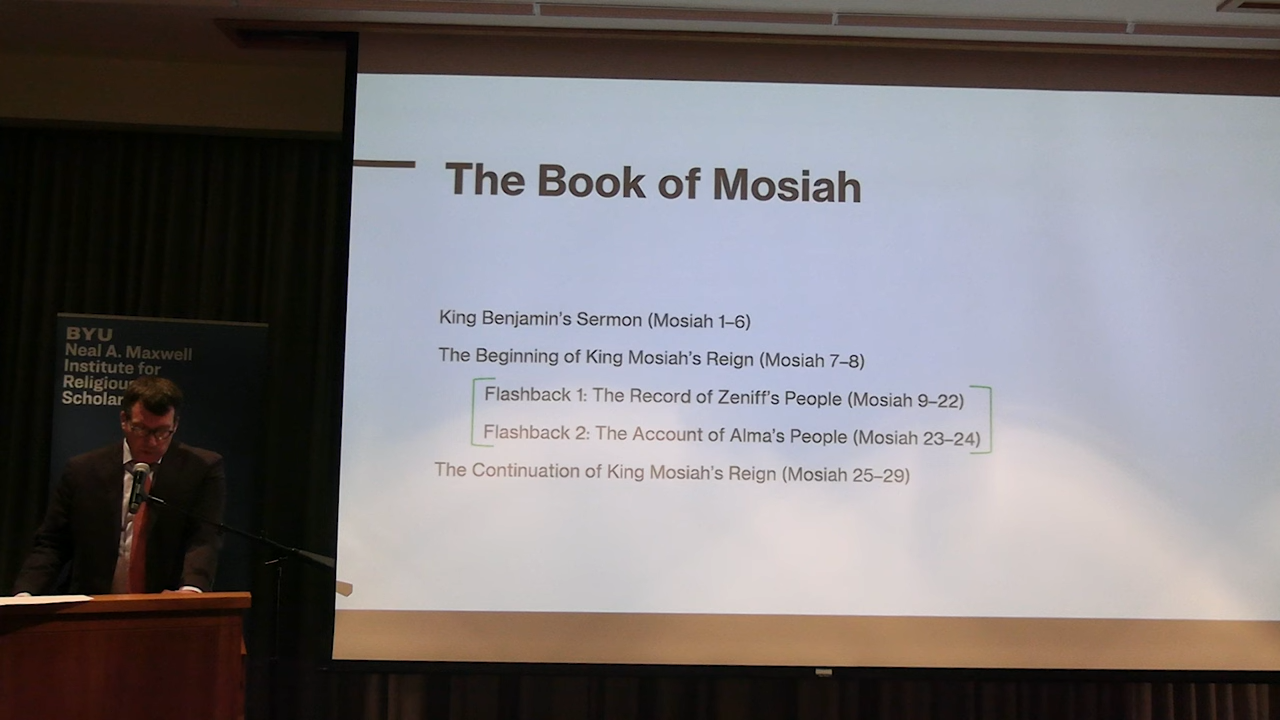 The Book of Mosiah
King Benjamin's Sermon (Mosiah 1–6)
The Beginning of King Mosiah's Reign (Mosiah 7–8)
Flashback 1: The Record of Zeniff's People (Mosiah 9–22)
Flashback 2: The Account of Alma's People (Mosiah 23–24)
The Continuation of King Mosiah's Reign (Mosiah 25–29)
BYU
Neal A. Maxwell
Institute for
Religious
Scholar